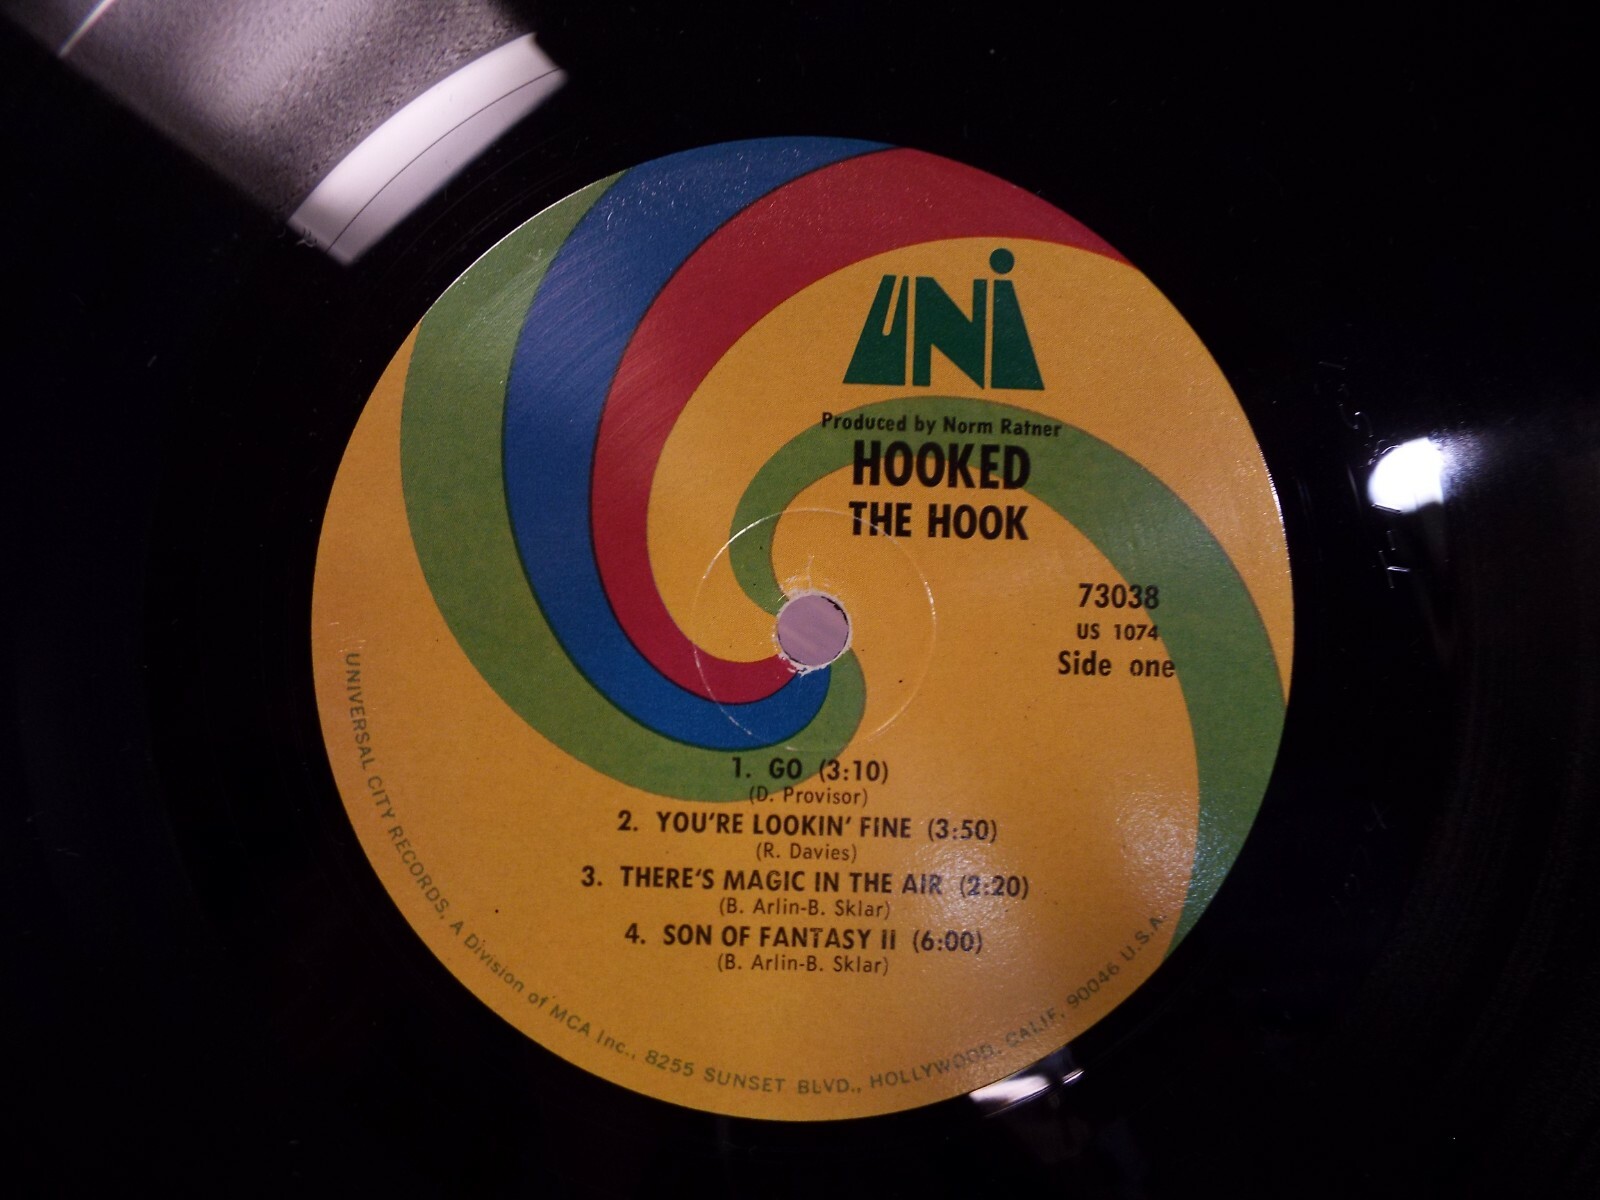 UNi
Produced by Norm Ratner
HOOKED
THE HOOK
73038
US 1074
Side one
1. GO (3:10)
(D. Provisor)
2. YOU'RE LOOKIN' FINE (3:50)
(R. Davies)
3. THERE'S MAGIC IN THE AIR (2:20)
(B. Arlin-B. Sklar)
4. SON OF FANTASY II (6:00)
(B. Arlin-B. Sklar)
UNIVERSAL CITY RECORDS, A Division of MCA Inc., 8255 SUNSET BLVD., HOLLYWOOD, CALIF. 90046 U.S.A.